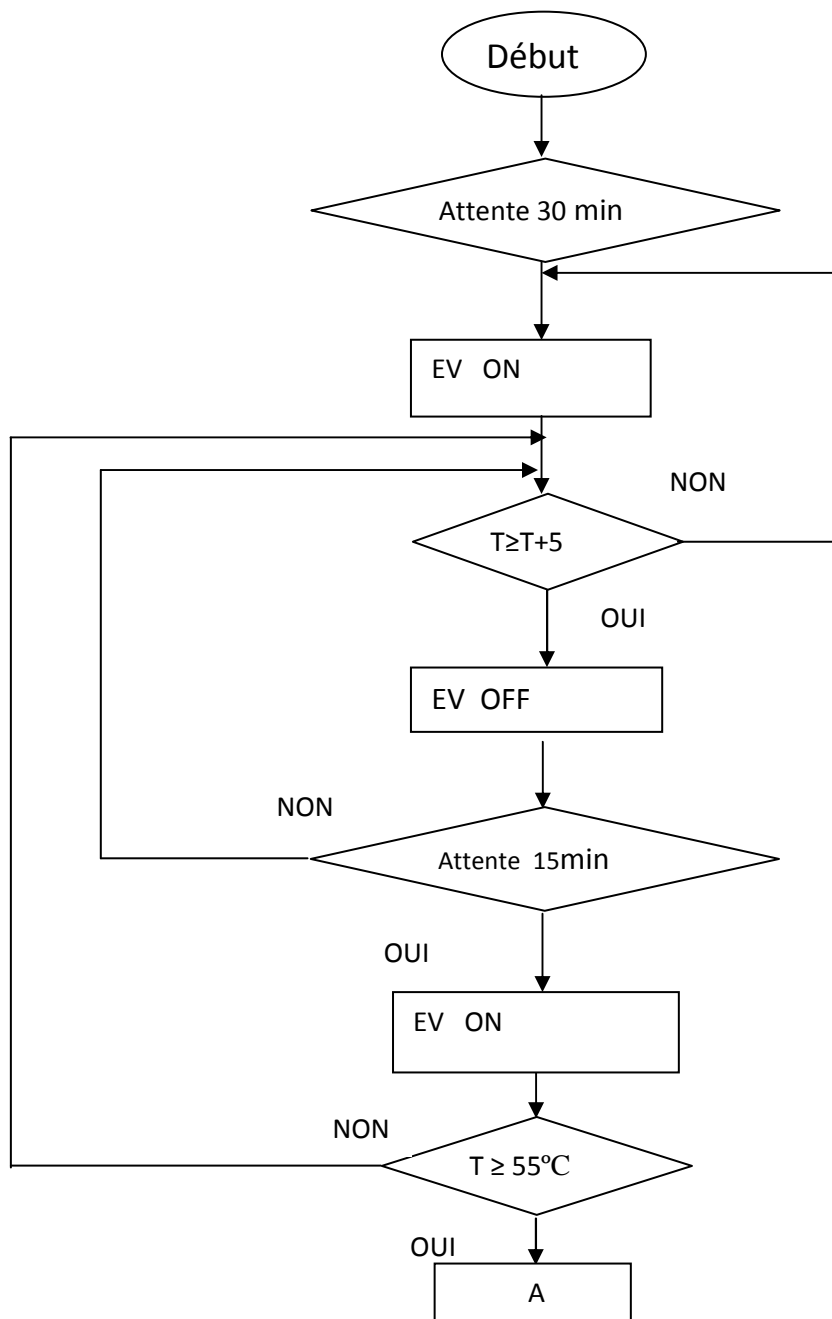 Début
Attente 30 min
EV ON
NON
T≥T+5
OUI
EV OFF
NON
Attente 15min
OUI
EV ON
NON
T ≥ 55°C
OUI
A